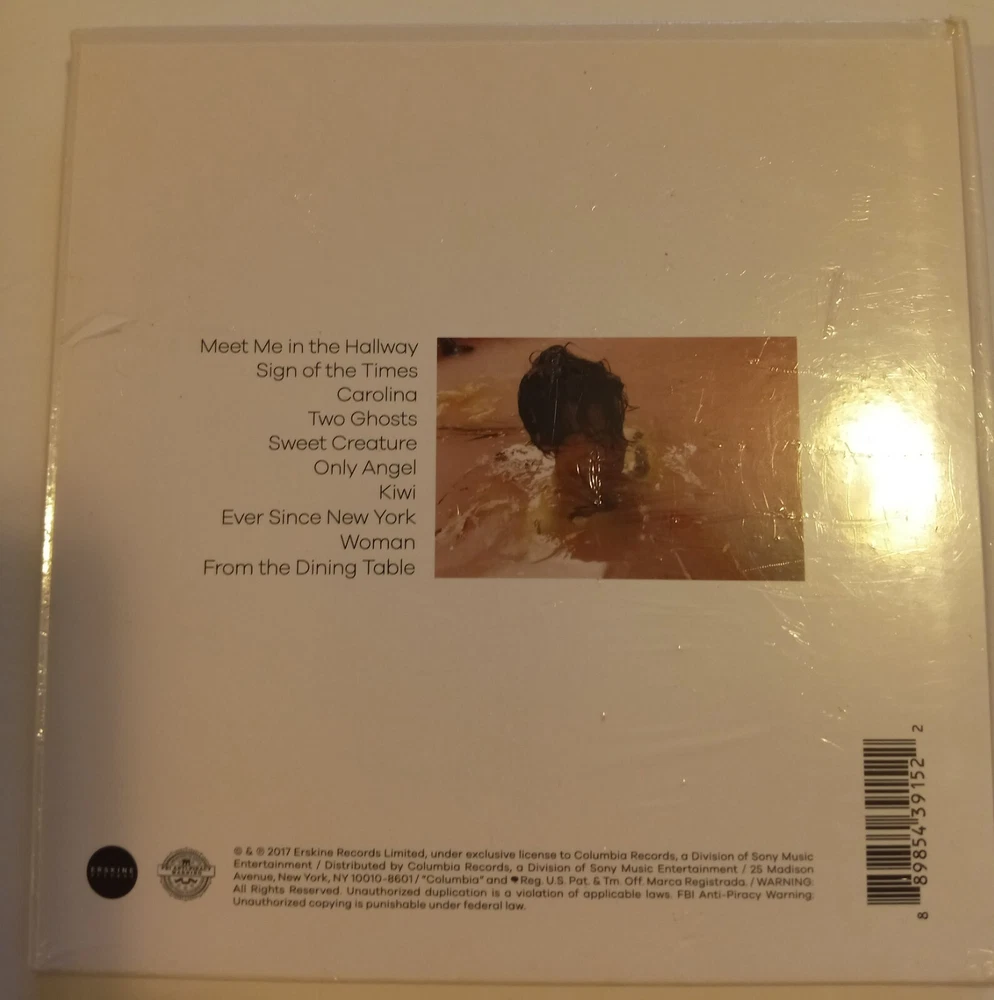 Meet Me in the Hallway
Sign of the Times
Carolina
Two Ghosts
Sweet Creature
Only Angel
Kiwi
Ever Since New York
Woman
From the Dining Table
ERSKINE
© & ℗ 2017 Erskine Records Limited, under exclusive license to Columbia Records, a Division of Sony Music
Entertainment / Distributed by Columbia Records, a Division of Sony Music Entertainment / 25 Madison
Avenus, New York, NY 10010-8601 / "Columbia" and Reg. U.S. Pat. & Tm. Off. Marca Registrada. / WARNING:
All Rights Reserved. Unauthorized duplication is a violation of applicable laws. FBI Anti-Piracy Warning:
Unauthorized copying is punishable under federal law.
8 89854 39152 2